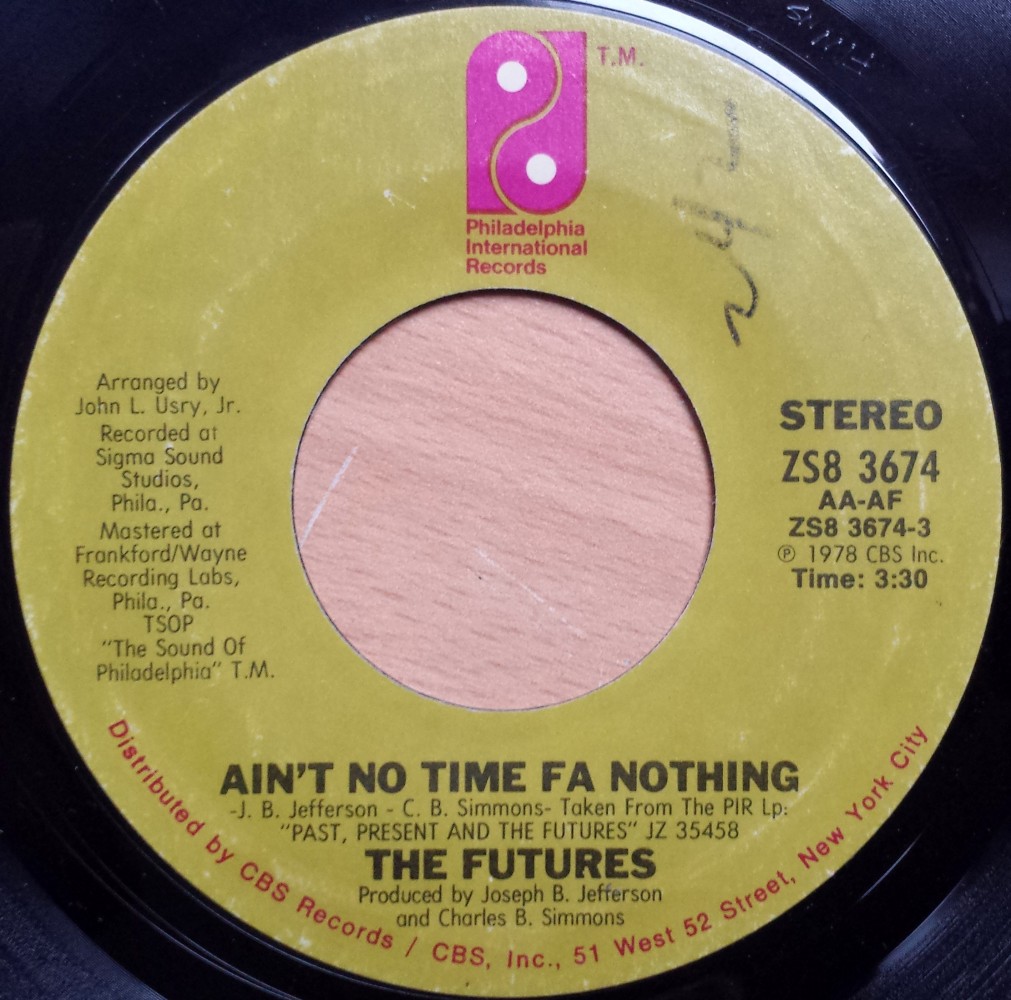 T.M.
Philadelphia
International
Records
Arranged by
John L. Usry, Jr.
Recorded at
Sigma Sound
Studios,
Phila., Pa.
Mastered at
Frankford/Wayne
Recording Labs,
Phila., Pa.
TSOP
"The Sound Of
Philadelphia" T.M.
STEREO
ZS8 3674
AA-AF
ZS8 3674-3
℗ 1978 CBS Inc.
Time: 3:30
AIN'T NO TIME FA NOTHING
-J. B. Jefferson - C. B. Simmons- Taken From The PIR Lp:
"PAST, PRESENT AND THE FUTURES" JZ 35458
THE FUTURES
Produced by Joseph B. Jefferson
and Charles B. Simmons
Distributed by CBS Records / CBS, Inc., 51 West 52 Street, New York City